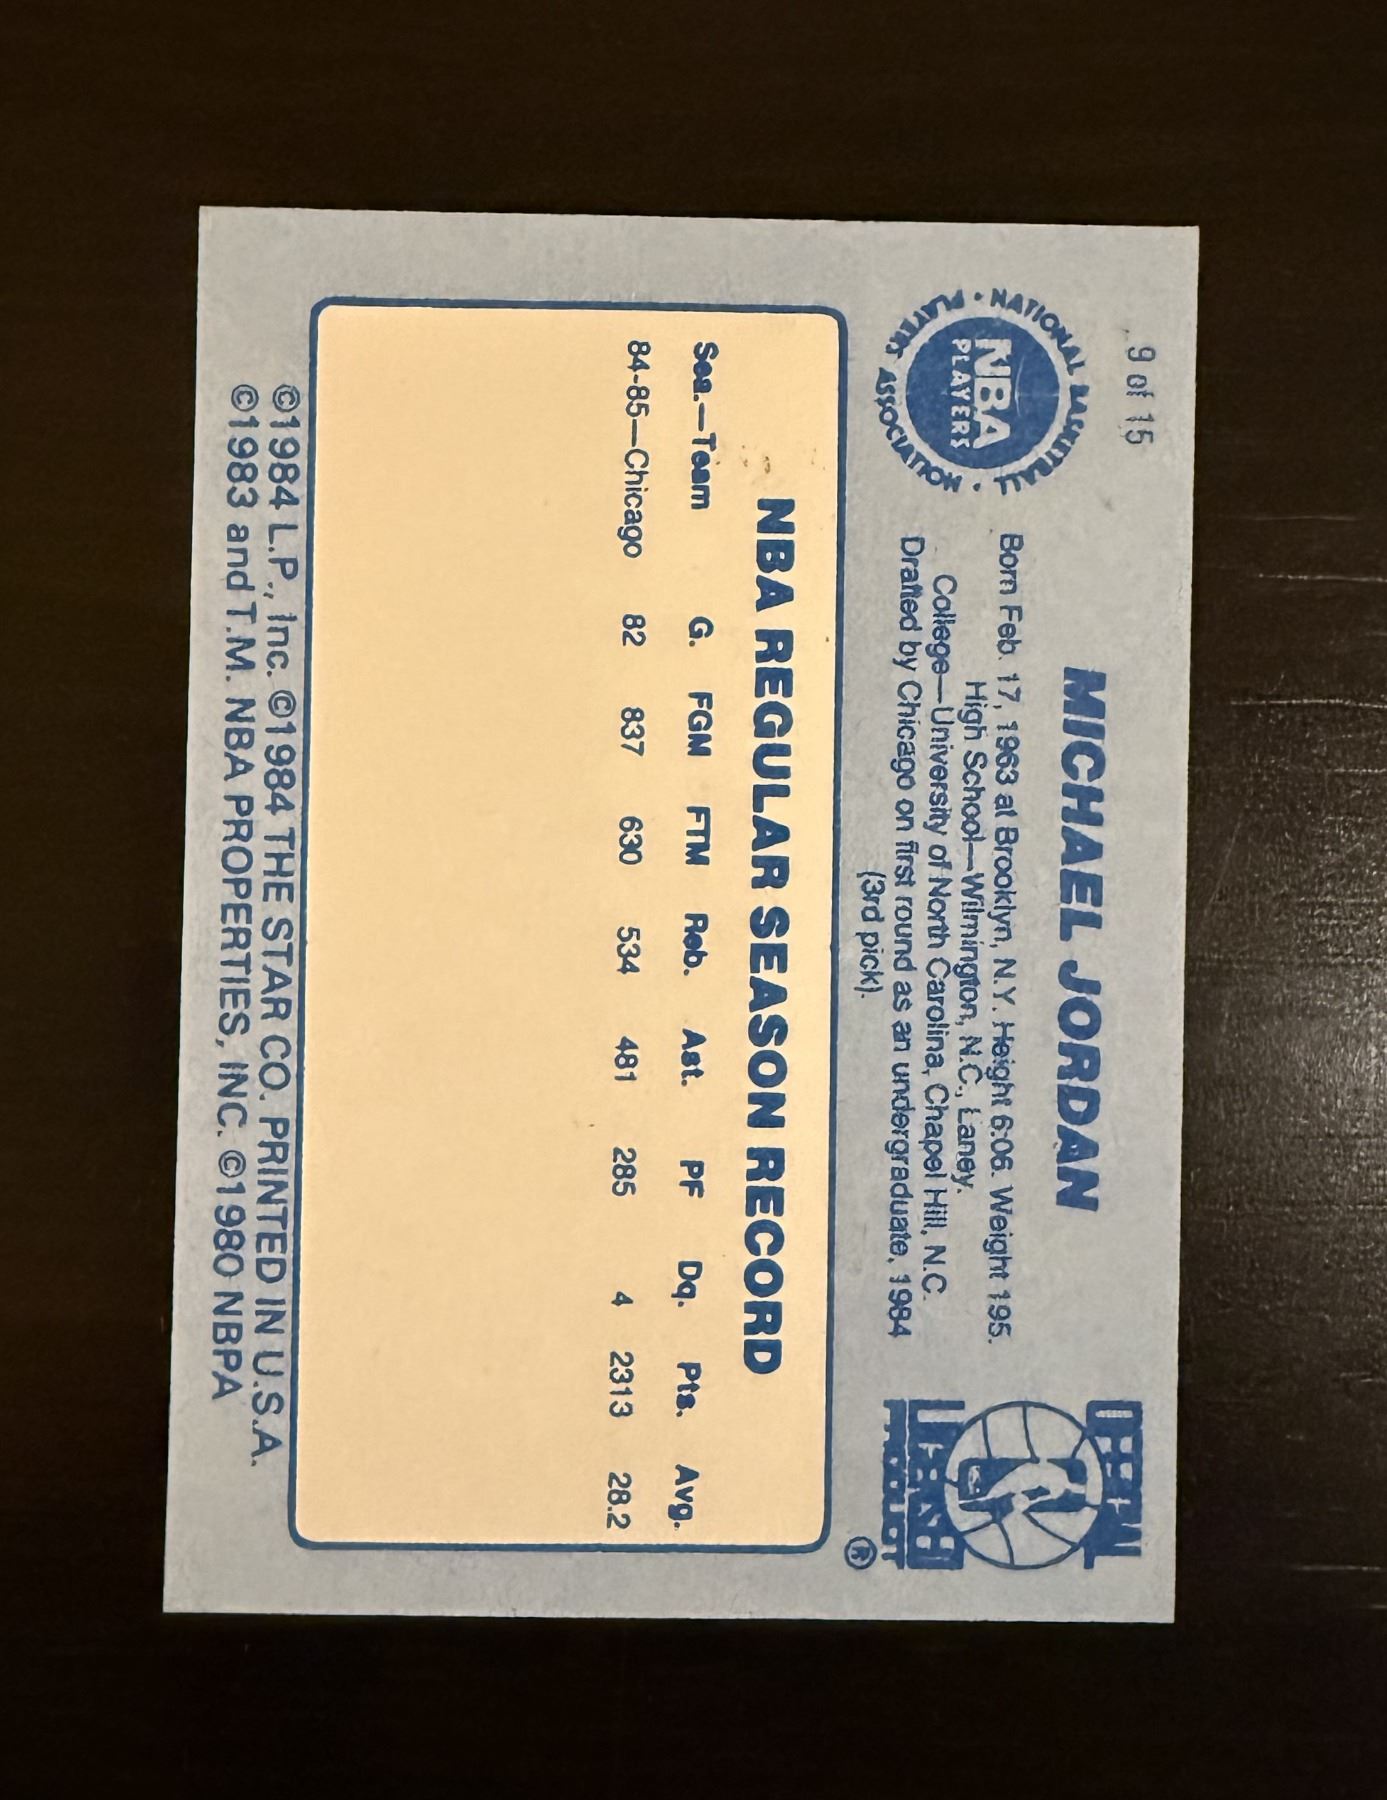 9 of 15
MICHAEL JORDAN
NATIONAL BASKETBALL PLAYERS ASSOCIATION
NBA
PLAYERS
Born Feb. 17, 1963 at Brooklyn, N.Y. Height 6:06. Weight 195.
High School—Wilmington, N.C., Laney.
College—University of North Carolina, Chapel Hill, N.C.
Drafted by Chicago on first round as an undergraduate, 1984
(3rd pick).
PRODUCT
®
NBA REGULAR SEASON RECORD
Sea.—Team G. FGM FTM Reb. Ast. PF Dq. Pts. Avg.
84-85—Chicago 82 837 630 534 481 285 4 2313 28.2
©1984 L.P., Inc. ©1984 THE STAR CO. PRINTED IN U.S.A.
©1983 and T.M. NBA PROPERTIES, INC. ©1980 NBPA